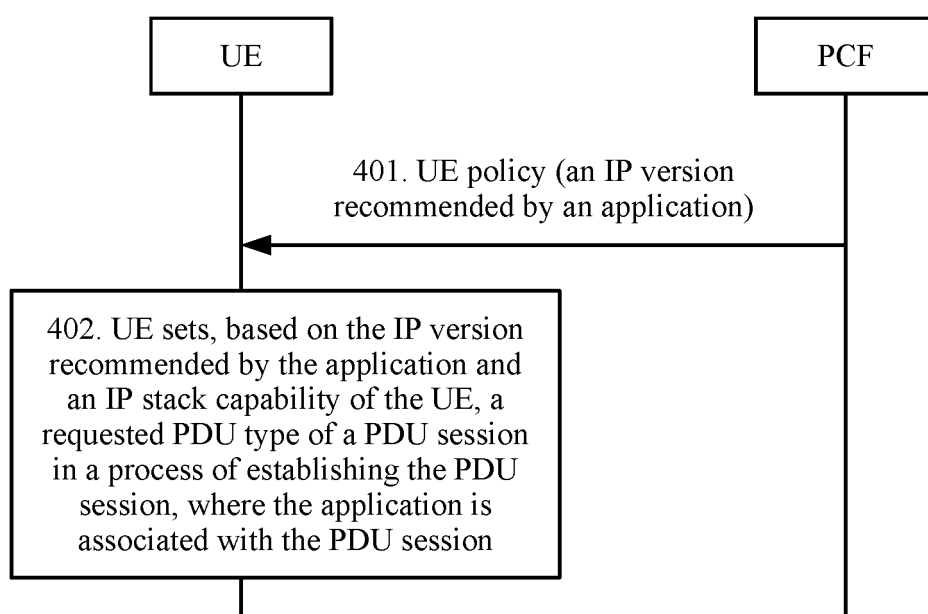 UE
PCF
401. UE policy (an IP version
recommended by an application)
402. UE sets, based on the IP version
recommended by the application and
an IP stack capability of the UE, a
requested PDU type of a PDU session
in a process of establishing the PDU
session, where the application is
associated with the PDU session